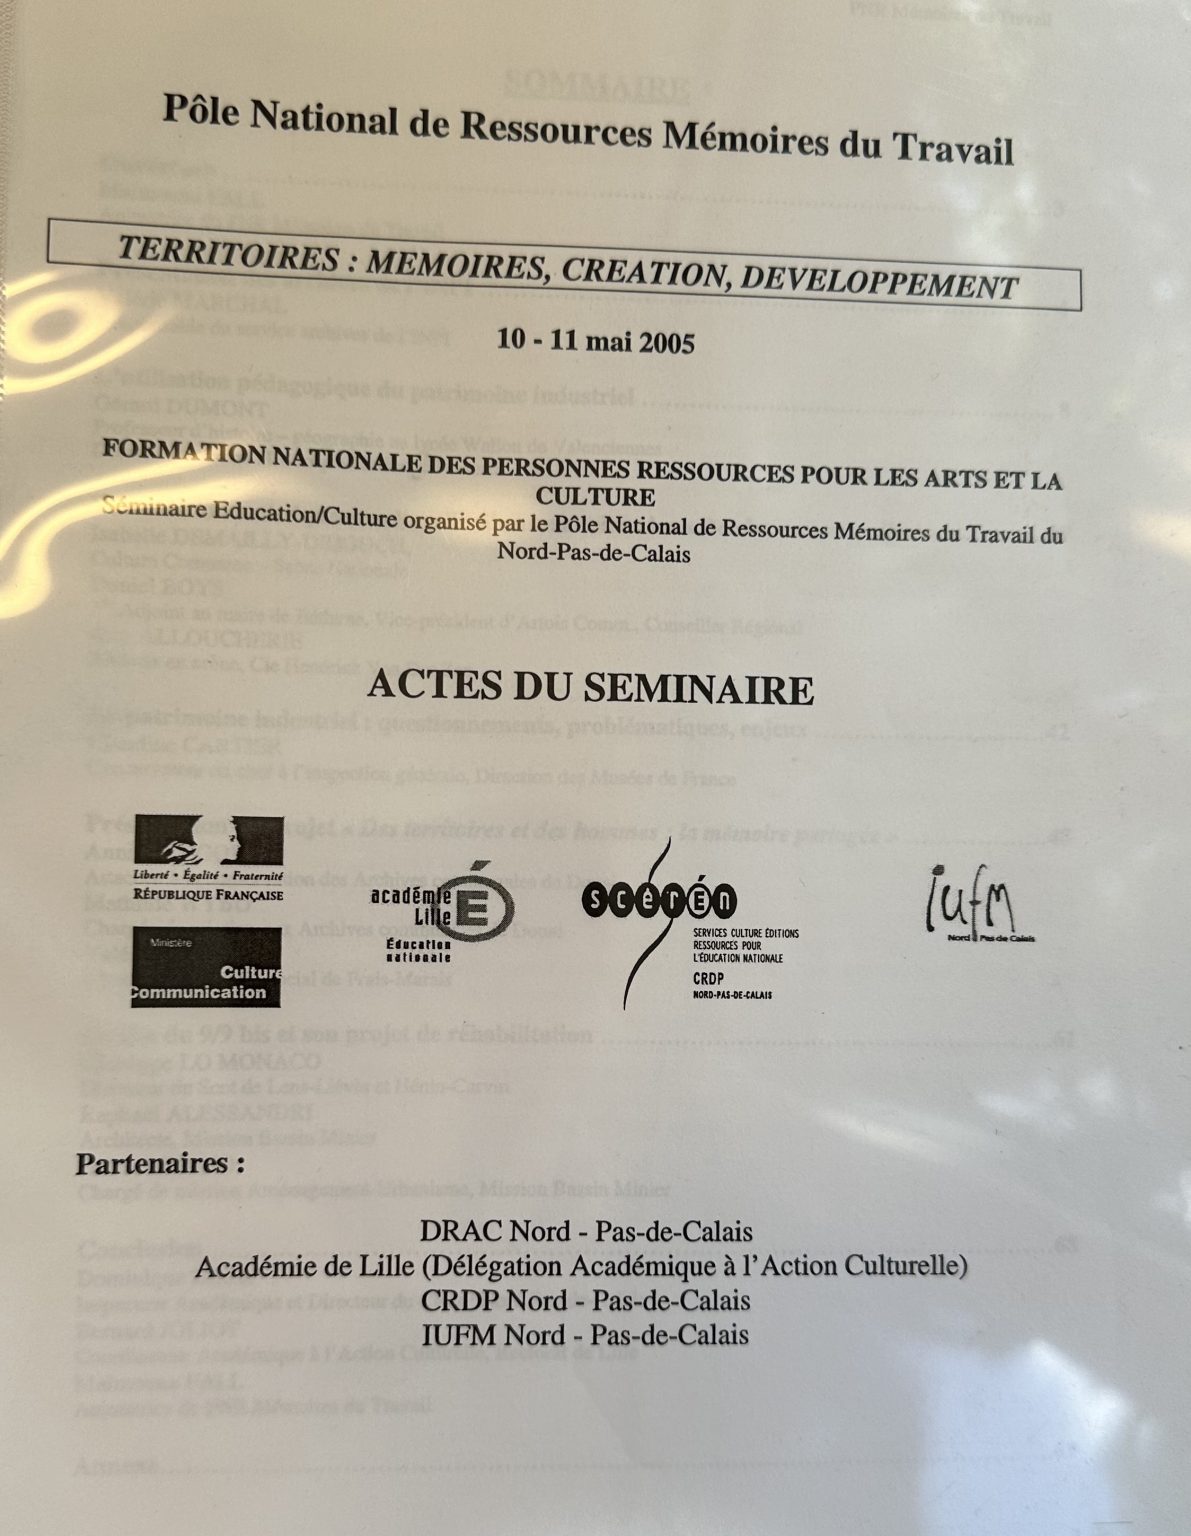 Pôle National de Ressources Mémoires du Travail
TERRITOIRES : MEMOIRES, CREATION, DEVELOPPEMENT
10 - 11 mai 2005
FORMATION NATIONALE DES PERSONNES RESSOURCES POUR LES ARTS ET LA
CULTURE
Séminaire Education/Culture organisé par le Pôle National de Ressources Mémoires du Travail du
Nord-Pas-de-Calais
ACTES DU SEMINAIRE
Liberté • Égalité • Fraternité
RÉPUBLIQUE FRANÇAISE
Ministère
Culture
Communication
académie
Lille
É
Éducation
nationale
scérÉn
SERVICES CULTURE ÉDITIONS
RESSOURCES POUR
L'ÉDUCATION NATIONALE
CRDP
NORD-PAS-DE-CALAIS
iufm
Nord Pas de Calais
Partenaires :
DRAC Nord - Pas-de-Calais
Académie de Lille (Délégation Académique à l'Action Culturelle)
CRDP Nord - Pas-de-Calais
IUFM Nord - Pas-de-Calais